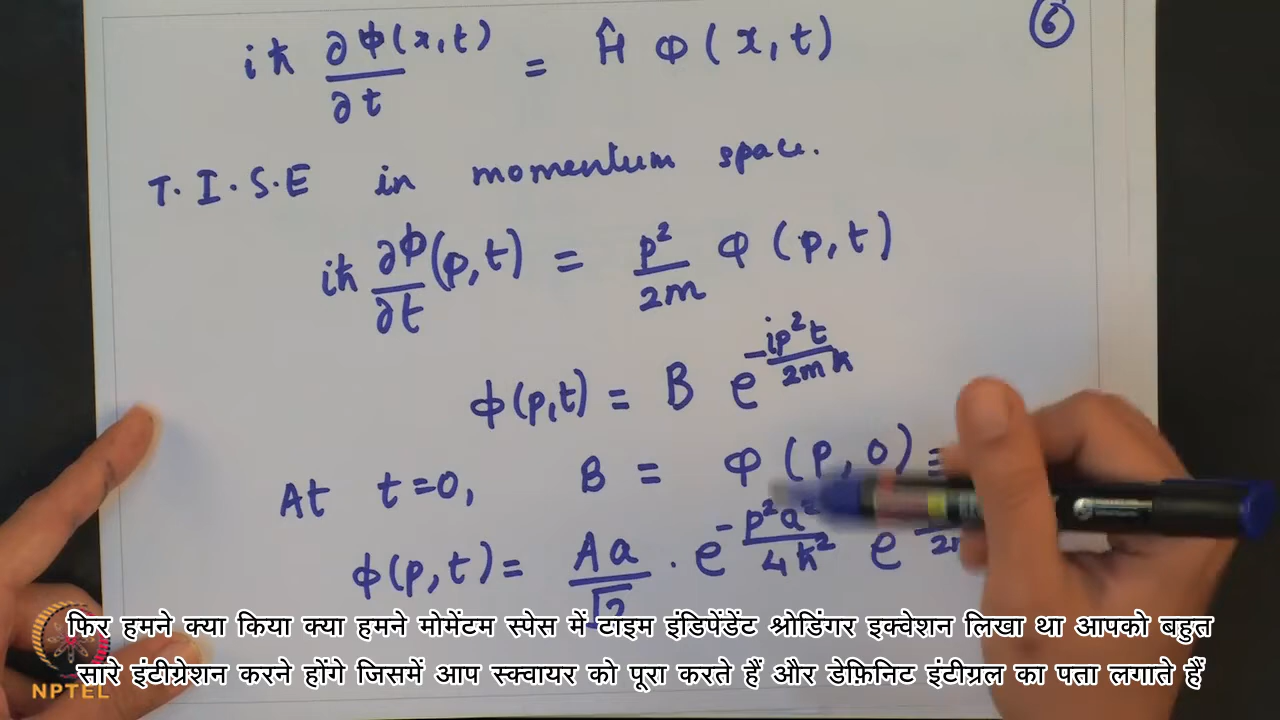 6
iħ ∂Φ(x,t)/∂t = Ĥ Φ(x,t)
T.I.S.E in momentum space.
iħ ∂Φ/∂t (p,t) = p²/2m Φ(p,t)
ϕ(p,t) = B e^{-ip²t/2mħ}
At t=0, B = Φ(p,0) =
ϕ(p,t) = Aa/√2 · e^{-p²a²/4ħ²} e
फिर हमने क्या किया क्या हमने मोमेंटम स्पेस में टाइम इंडिपेंडेंट श्रोडिंगर इक्वेशन लिखा था आपको बहुत
सारे इंटीग्रेशन करने होंगे जिसमें आप स्क्वायर को पूरा करते हैं और डेफ़िनिट इंटीग्रल का पता लगाते हैं
NPTEL